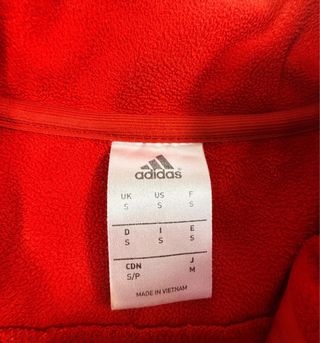 adidas
UK US F
S S S
D I E
S S S
CDN J
S/P M
MADE IN VIETNAM